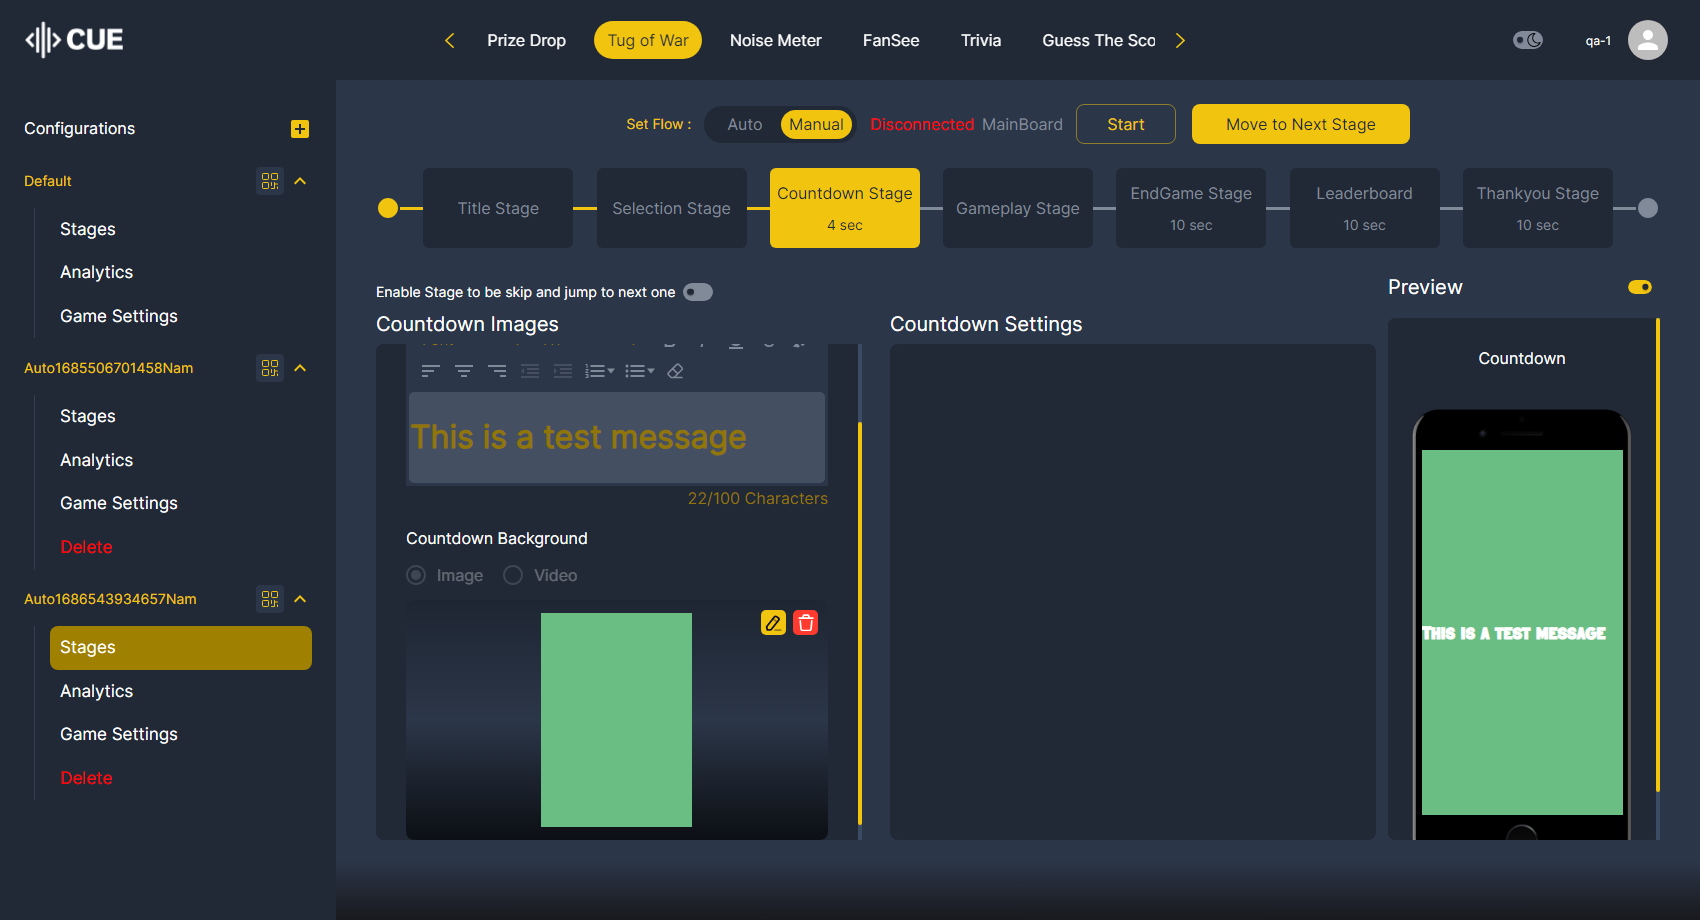 CUE
Prize Drop
Tug of War
Noise Meter
FanSee
Trivia
Guess The Sco
qa-1
Configurations
Default
Stages
Analytics
Game Settings
Auto1685506701458Nam
Stages
Analytics
Game Settings
Delete
Auto1686543934657Nam
Stages
Analytics
Game Settings
Delete
Set Flow :
Auto
Manual
Disconnected MainBoard
Start
Move to Next Stage
Title Stage
Selection Stage
Countdown Stage
4 sec
Gameplay Stage
EndGame Stage
10 sec
Leaderboard
10 sec
Thankyou Stage
10 sec
Enable Stage to be skip and jump to next one
Countdown Images
This is a test message
22/100 Characters
Countdown Background
Image
Video
Countdown Settings
Preview
Countdown
This is a test message